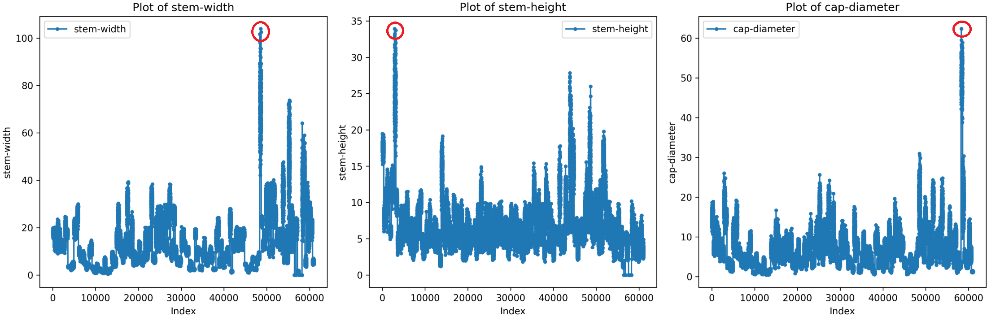 Plot of stem-width
stem-width
100
80
60
40
20
0
stem-width
0 10000 20000 30000 40000 50000 60000
Index
Plot of stem-height
stem-height
35
30
25
20
15
10
5
0
stem-height
0 10000 20000 30000 40000 50000 60000
Index
Plot of cap-diameter
cap-diameter
60
50
40
30
20
10
0
cap-diameter
0 10000 20000 30000 40000 50000 60000
Index